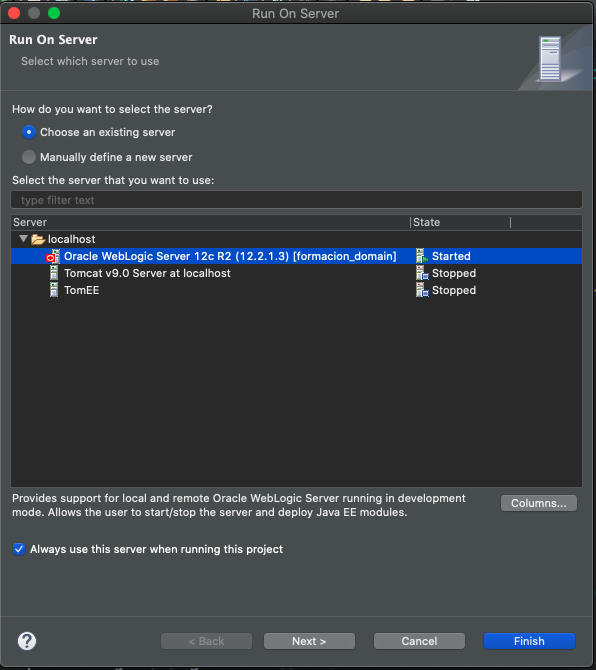 Run On Server
Run On Server
Select which server to use
How do you want to select the server?
Choose an existing server
Manually define a new server
Select the server that you want to use:
type filter text
Server State
localhost
Oracle WebLogic Server 12c R2 (12.2.1.3) [formacion_domain] Started
Tomcat v9.0 Server at localhost Stopped
TomEE Stopped
Provides support for local and remote Oracle WebLogic Server running in development
mode. Allows the user to start/stop the server and deploy Java EE modules.
Columns...
Always use this server when running this project
? < Back Next > Cancel Finish